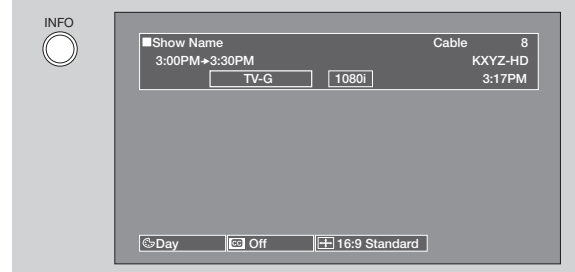 INFO
■Show Name Cable 8
3:00PM→3:30PM KXYZ-HD
TV-G 1080i 3:17PM
Day CC Off 16:9 Standard